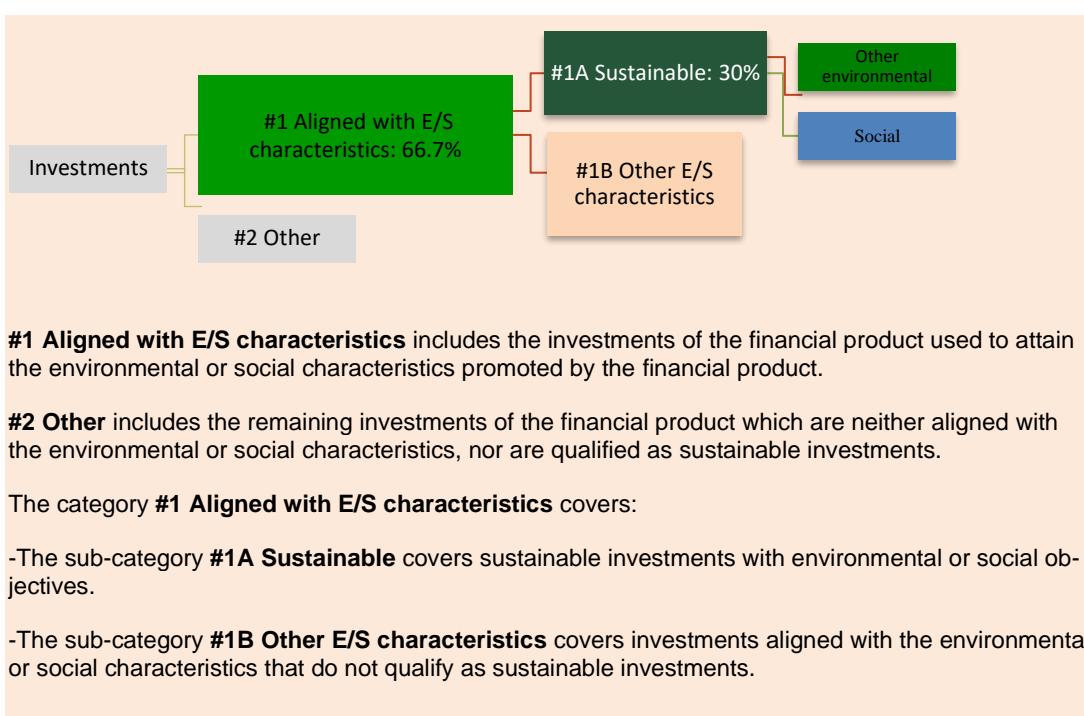 Other
environmental
#1A Sustainable: 30%
#1 Aligned with E/S
characteristics: 66.7%
Social
Investments
#1B Other E/S
characteristics
#2 Other
#1 Aligned with E/S characteristics includes the investments of the financial product used to attain
the environmental or social characteristics promoted by the financial product.
#2 Other includes the remaining investments of the financial product which are neither aligned with
the environmental or social characteristics, nor are qualified as sustainable investments.
The category #1 Aligned with E/S characteristics covers:
-The sub-category #1A Sustainable covers sustainable investments with environmental or social ob-
jectives.
-The sub-category #1B Other E/S characteristics covers investments aligned with the environmenta
or social characteristics that do not qualify as sustainable investments.